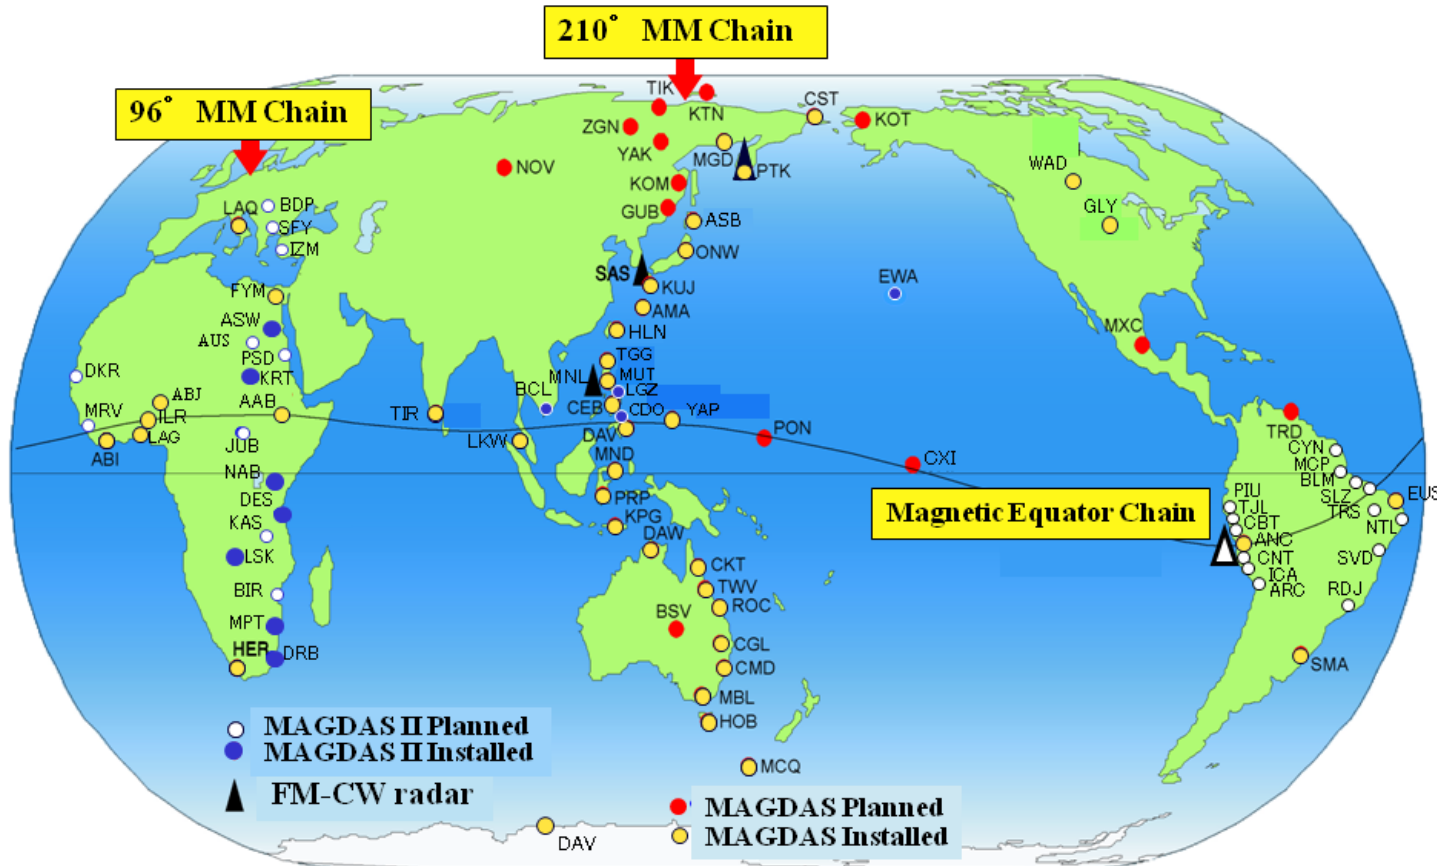 210° MM Chain
96° MM Chain
TIK
KTN
CST
KOT
ZGN
YAK
MGD
PTK
NOV
KOM
GUB
WAD
GLY
LAQ
BDP
SFY
IZM
ASB
ONW
SAS
KUJ
AMA
EWA
FYM
ASW
AUS
PSD
KRT
DKR
ABJ
MRV
ILR
LAG
ABI
AAB
HLN
TGG
MUT
MNL
LGZ
BCL
CEB
CDO
YAP
TIR
LKW
DAV
PON
MXC
TRD
JUB
NAB
DES
KAS
LSK
BIR
MPT
HER
DRB
MND
PRP
KPG
DAW
CXI
CYN
MCP
BLM
SLZ
EUS
TRS
NTL
PIU
TJL
CBT
ANC
CNT
ICA
ARC
SVD
RDJ
SMA
Magnetic Equator Chain
CKT
TWV
ROC
BSV
CGL
CMD
MBL
HOB
MCQ
DAV
MAGDAS II Planned
MAGDAS II Installed
FM-CW radar
MAGDAS Planned
MAGDAS Installed